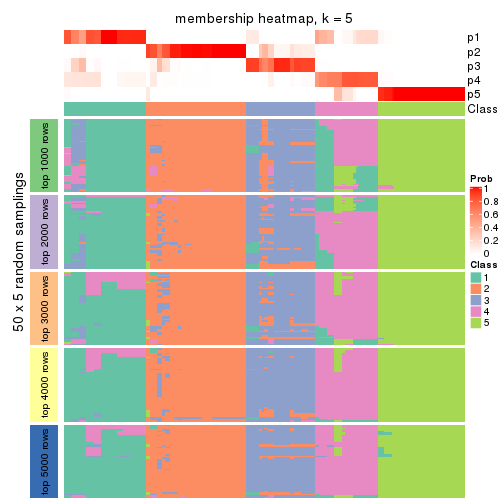 membership heatmap, k = 5
p1
p2
p3
p4
p5
Class
50 x 5 random samplings
top 1000 rows
top 2000 rows
top 3000 rows
top 4000 rows
top 5000 rows
Prob
1
0.8
0.6
0.4
0.2
0
Class
1
2
3
4
5